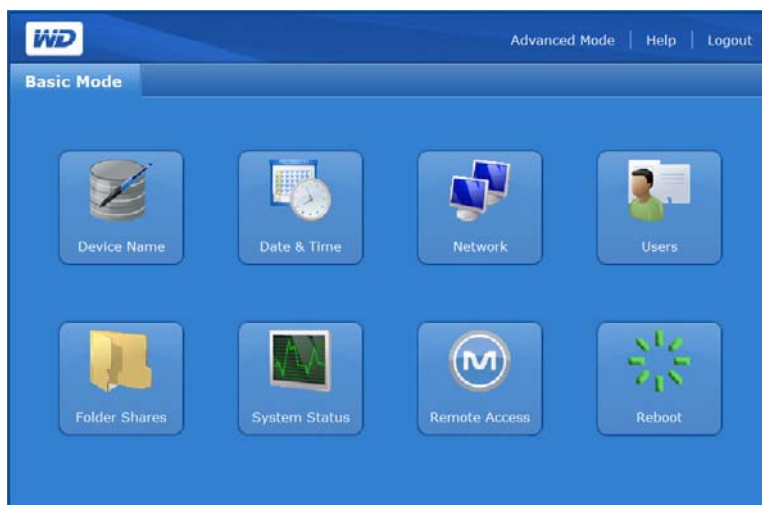 WD
Advanced Mode | Help | Logout
Basic Mode
Device Name
Date & Time
Network
Users
Folder Shares
System Status
Remote Access
Reboot